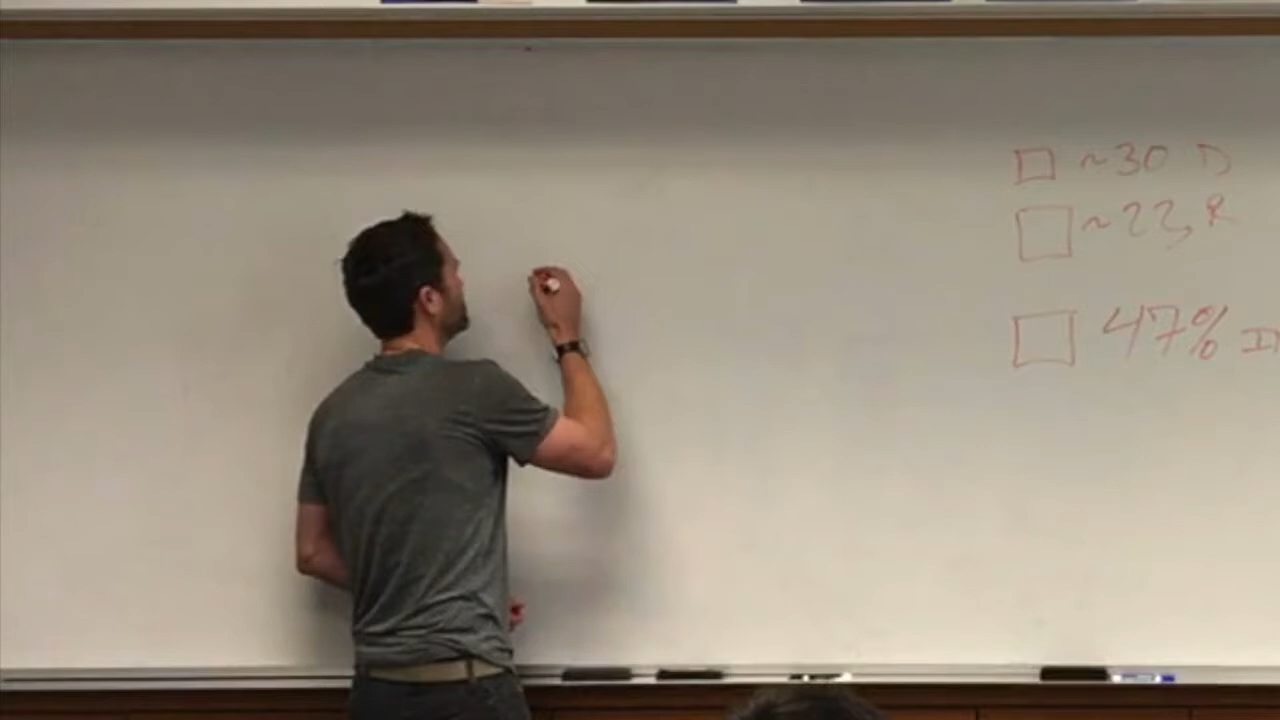 □ ~30 D
□ ~23 R
□ 47% I